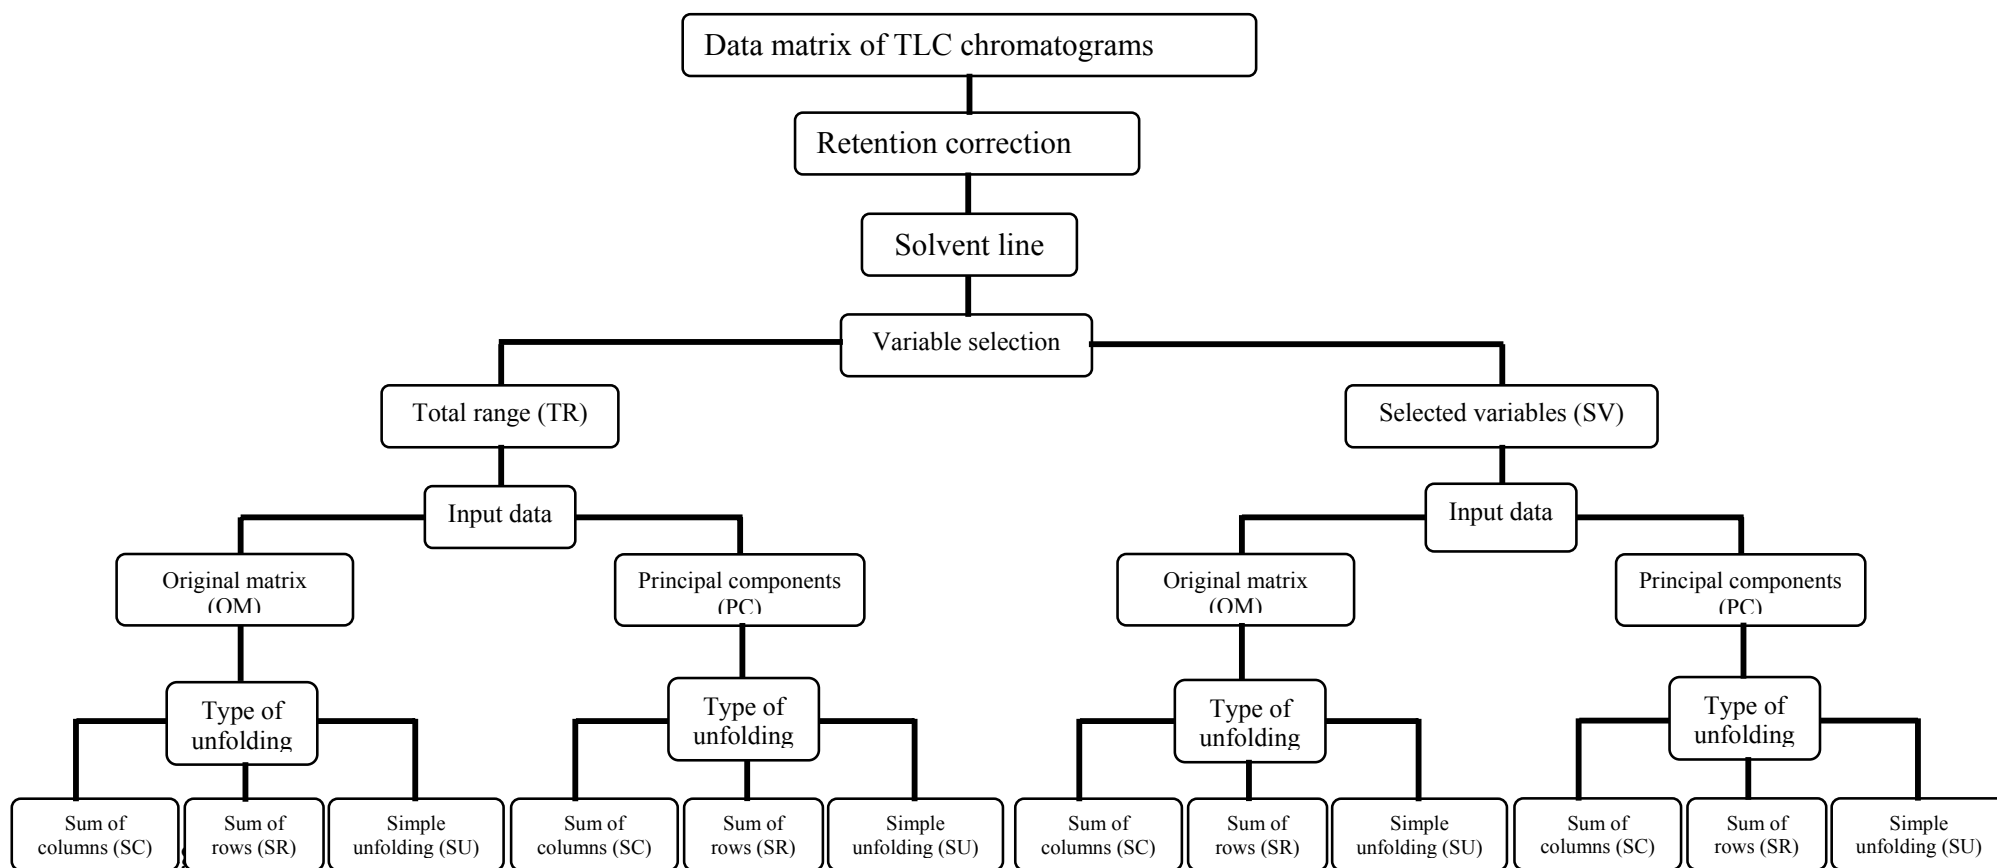 Data matrix of TLC chromatograms
Retention correction
Solvent line
Variable selection
Total range (TR)
Selected variables (SV)
Input data
Input data
Original matrix
(OM)
Principal components
(PC)
Original matrix
(OM)
Principal components
(PC)
Type of
unfolding
Type of
unfolding
Type of
unfolding
Type of
unfolding
Sum of
columns (SC)
Sum of
rows (SR)
Simple
unfolding (SU)
Sum of
columns (SC)
Sum of
rows (SR)
Simple
unfolding (SU)
Sum of
columns (SC)
Sum of
rows (SR)
Simple
unfolding (SU)
Sum of
columns (SC)
Sum of
rows (SR)
Simple
unfolding (SU)